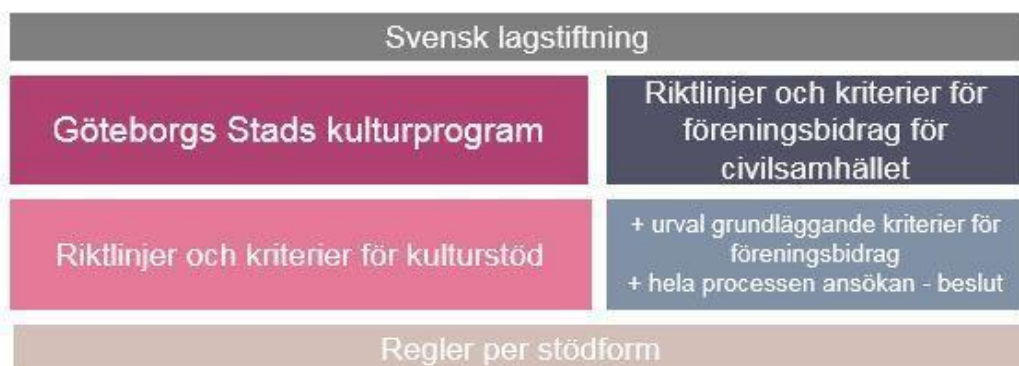 Svensk lagstiftning
Göteborgs Stads kulturprogram
Riktlinjer och kriterier för
föreningsbidrag för
civilsamhället
Riktlinjer och kriterier för kulturstöd
+ urval grundläggande kriterier för
föreningsbidrag
+ hela processen ansökan - beslut
Regler per stödform